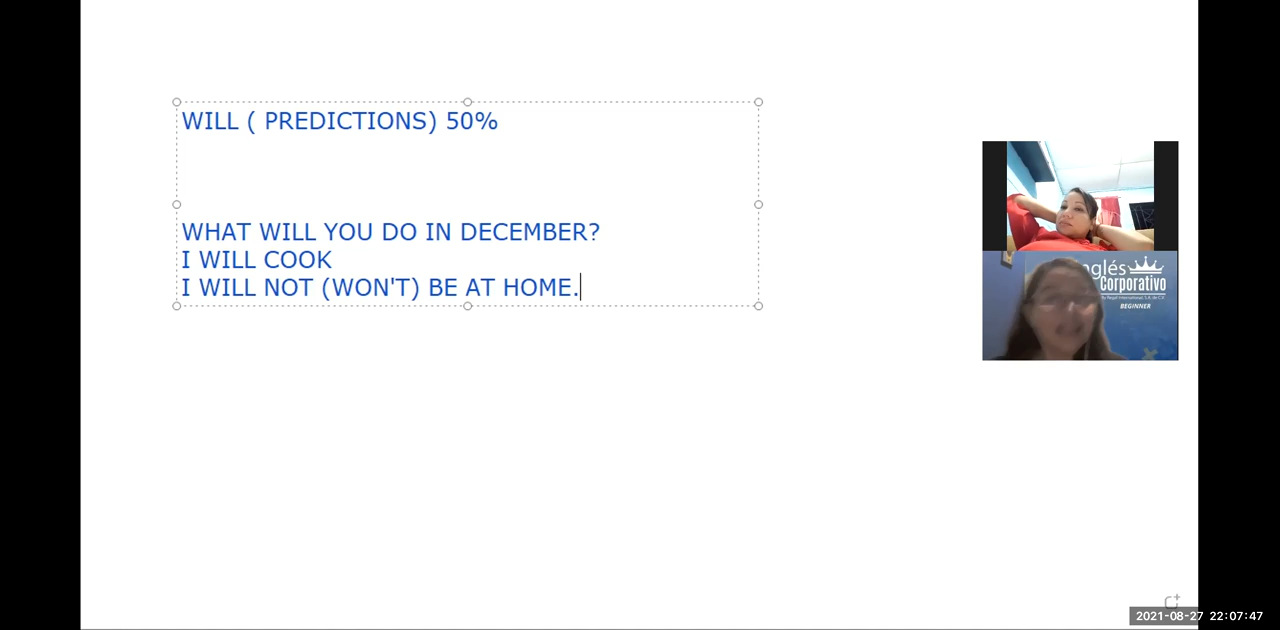 WILL ( PREDICTIONS) 50%
WHAT WILL YOU DO IN DECEMBER?
I WILL COOK
I WILL NOT (WON'T) BE AT HOME.
nglés
Corporativo
BEGINNER
2021-08-27 22:07:47